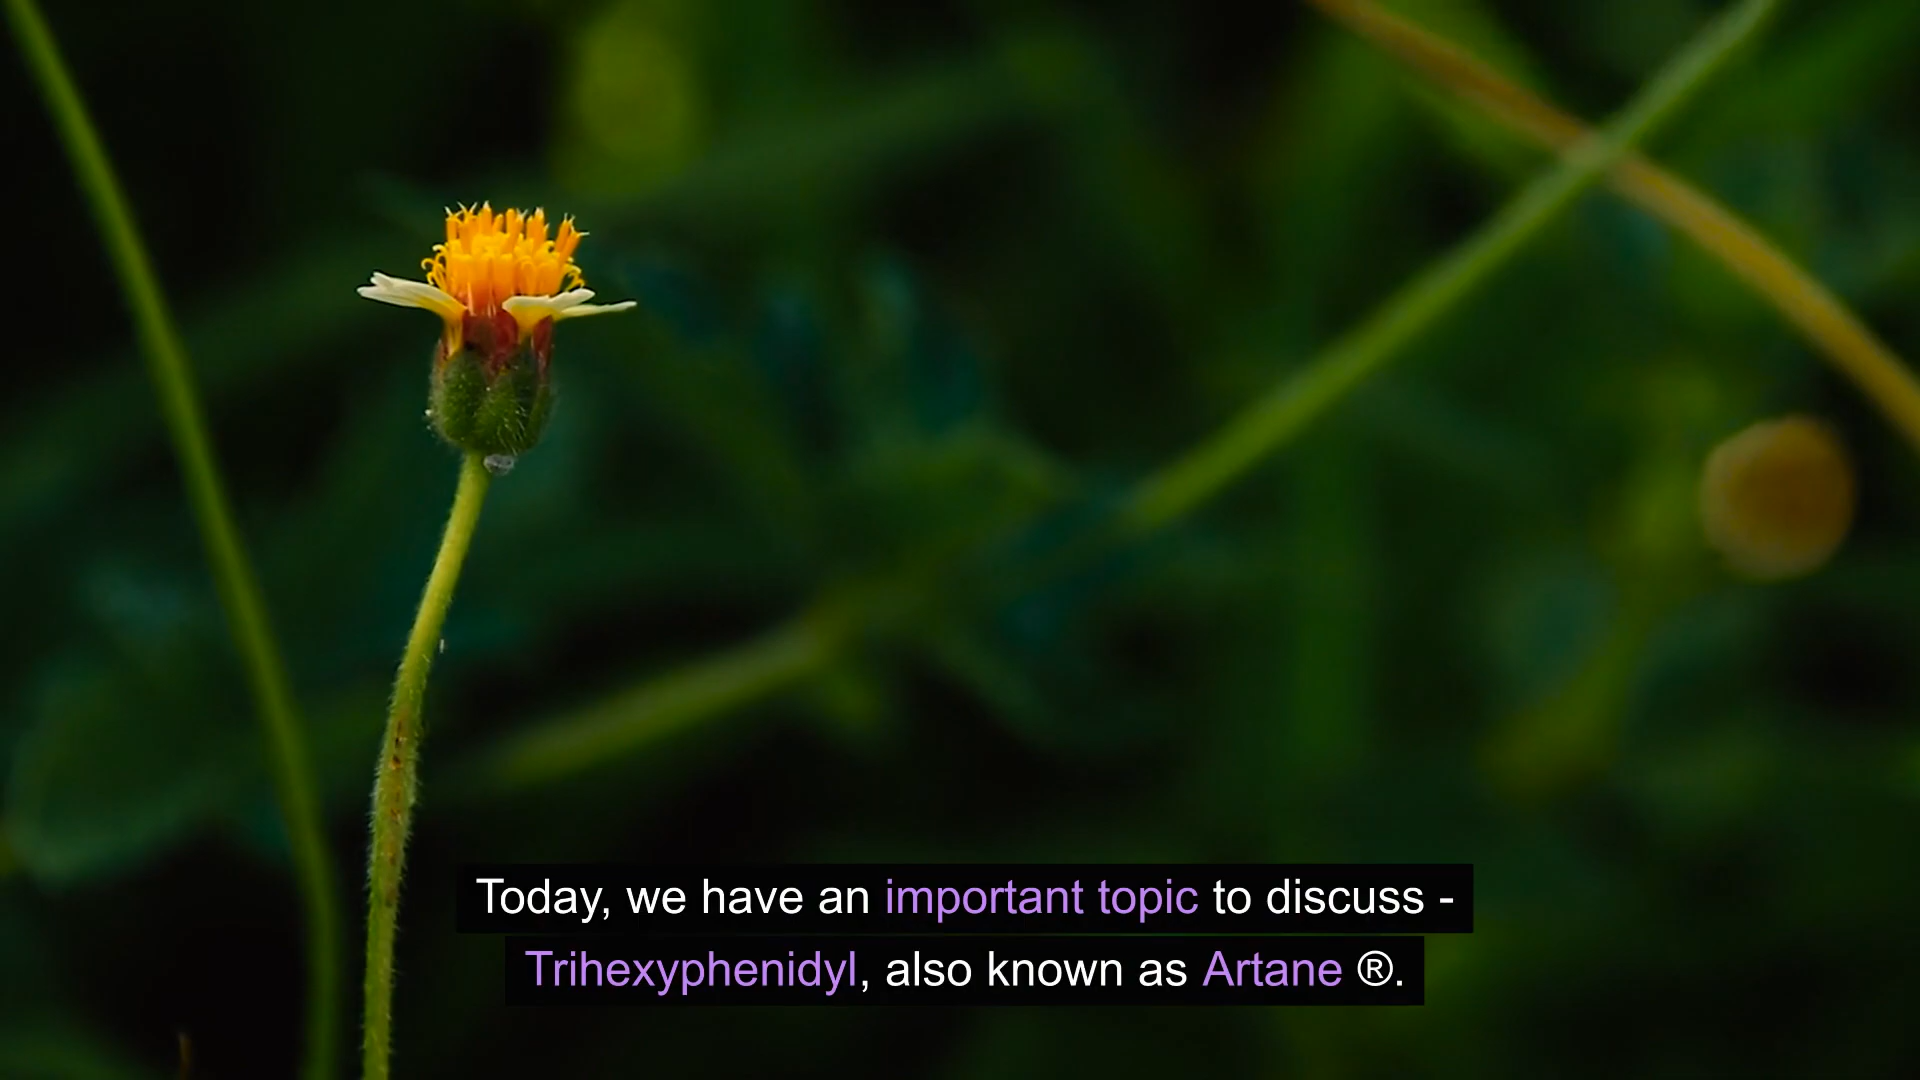 Today, we have an important topic to discuss -
Trihexyphenidyl, also known as Artane ®.